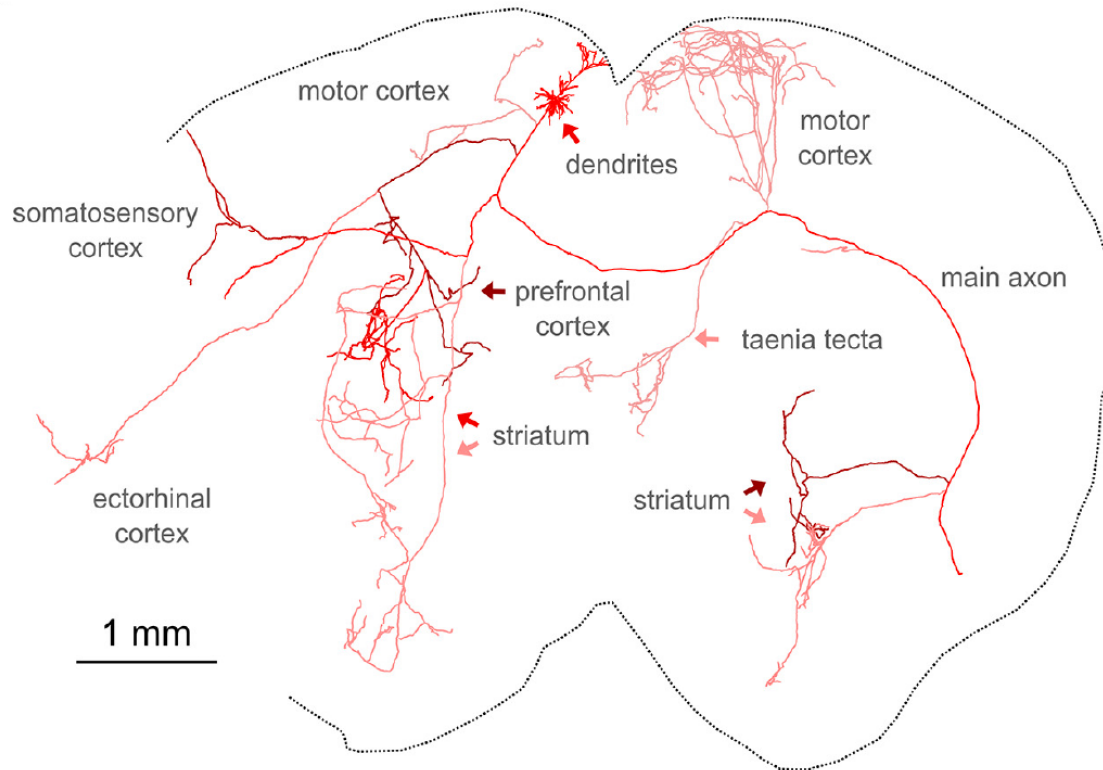 motor cortex
dendrites
motor
cortex
somatosensory
cortex
main axon
prefrontal
cortex
taenia tecta
striatum
striatum
ectorhinal
cortex
1 mm